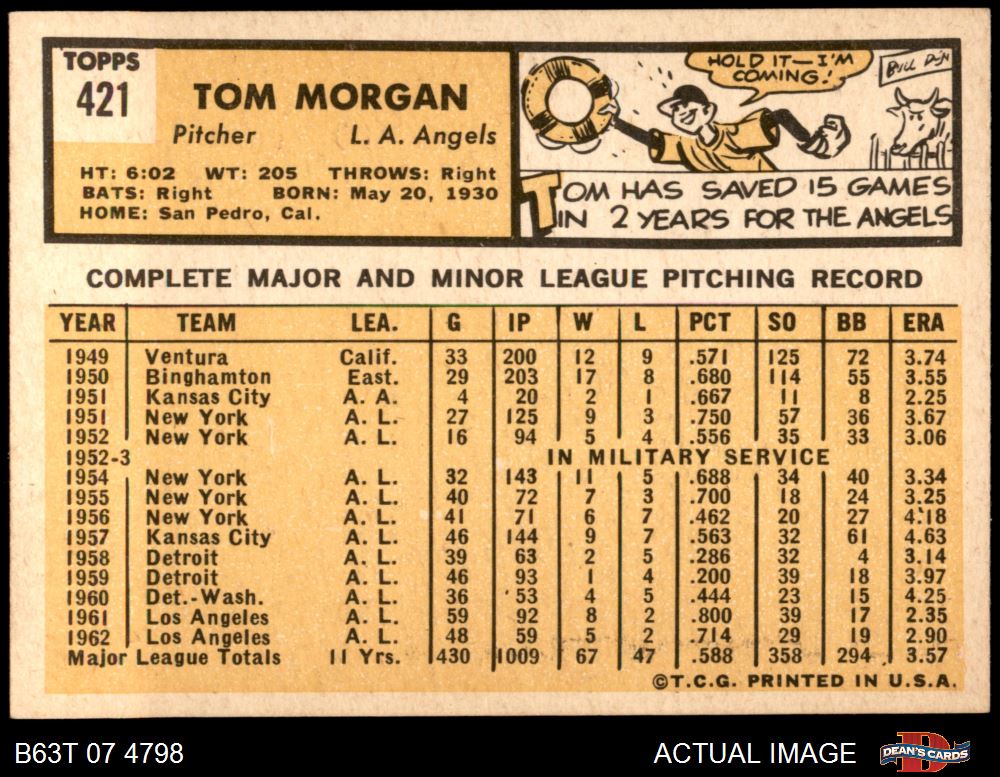 TOPPS
421
TOM MORGAN
Pitcher L. A. Angels
HT: 6:02 WT: 205 THROWS: Right
BATS: Right BORN: May 20, 1930
HOME: San Pedro, Cal.
HOLD IT—I'M
COMING!
BULL PEN
TOM HAS SAVED 15 GAMES
IN 2 YEARS FOR THE ANGELS
COMPLETE MAJOR AND MINOR LEAGUE PITCHING RECORD
YEAR TEAM LEA. G IP W L PCT SO BB ERA
1949 Ventura Calif. 33 200 12 9 .571 125 72 3.74
1950 Binghamton East. 29 203 17 8 .680 114 55 3.55
1951 Kansas City A. A. 4 20 2 1 .667 11 8 2.25
1951 New York A. L. 27 125 9 3 .750 57 36 3.67
1952 New York A. L. 16 94 5 4 .556 35 33 3.06
1952-3 IN MILITARY SERVICE
1954 New York A. L. 32 143 11 5 .688 34 40 3.34
1955 New York A. L. 40 72 7 3 .700 18 24 3.25
1956 New York A. L. 41 71 6 7 .462 20 27 4.18
1957 Kansas City A. L. 46 144 9 7 .563 32 61 4.63
1958 Detroit A. L. 39 63 2 5 .286 32 4 3.14
1959 Detroit A. L. 46 93 1 4 .200 39 18 3.97
1960 Det.-Wash. A. L. 36 53 4 5 .444 23 15 4.25
1961 Los Angeles A. L. 59 92 8 2 .800 39 17 2.35
1962 Los Angeles A. L. 48 59 5 2 .714 29 19 2.90
Major League Totals 11 Yrs. 430 1009 67 47 .588 358 294 3.57
©T.C.G. PRINTED IN U.S.A.
B63T 07 4798 ACTUAL IMAGE DEAN'S CARDS